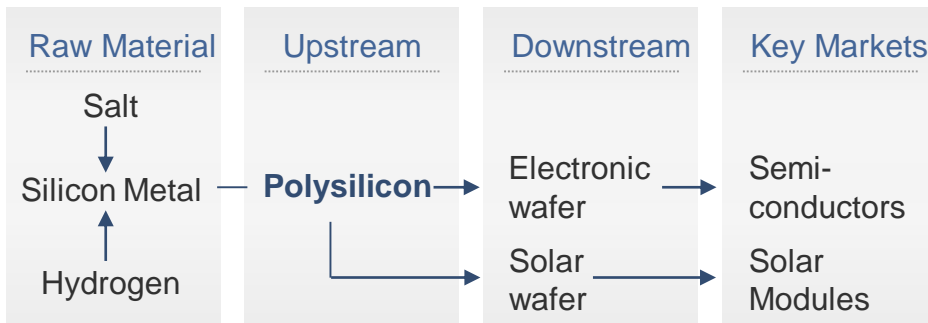 Raw Material
Upstream
Downstream
Key Markets
Salt
Silicon Metal
Hydrogen
Polysilicon
Electronic
wafer
Solar
wafer
Semi-
conductors
Solar
Modules